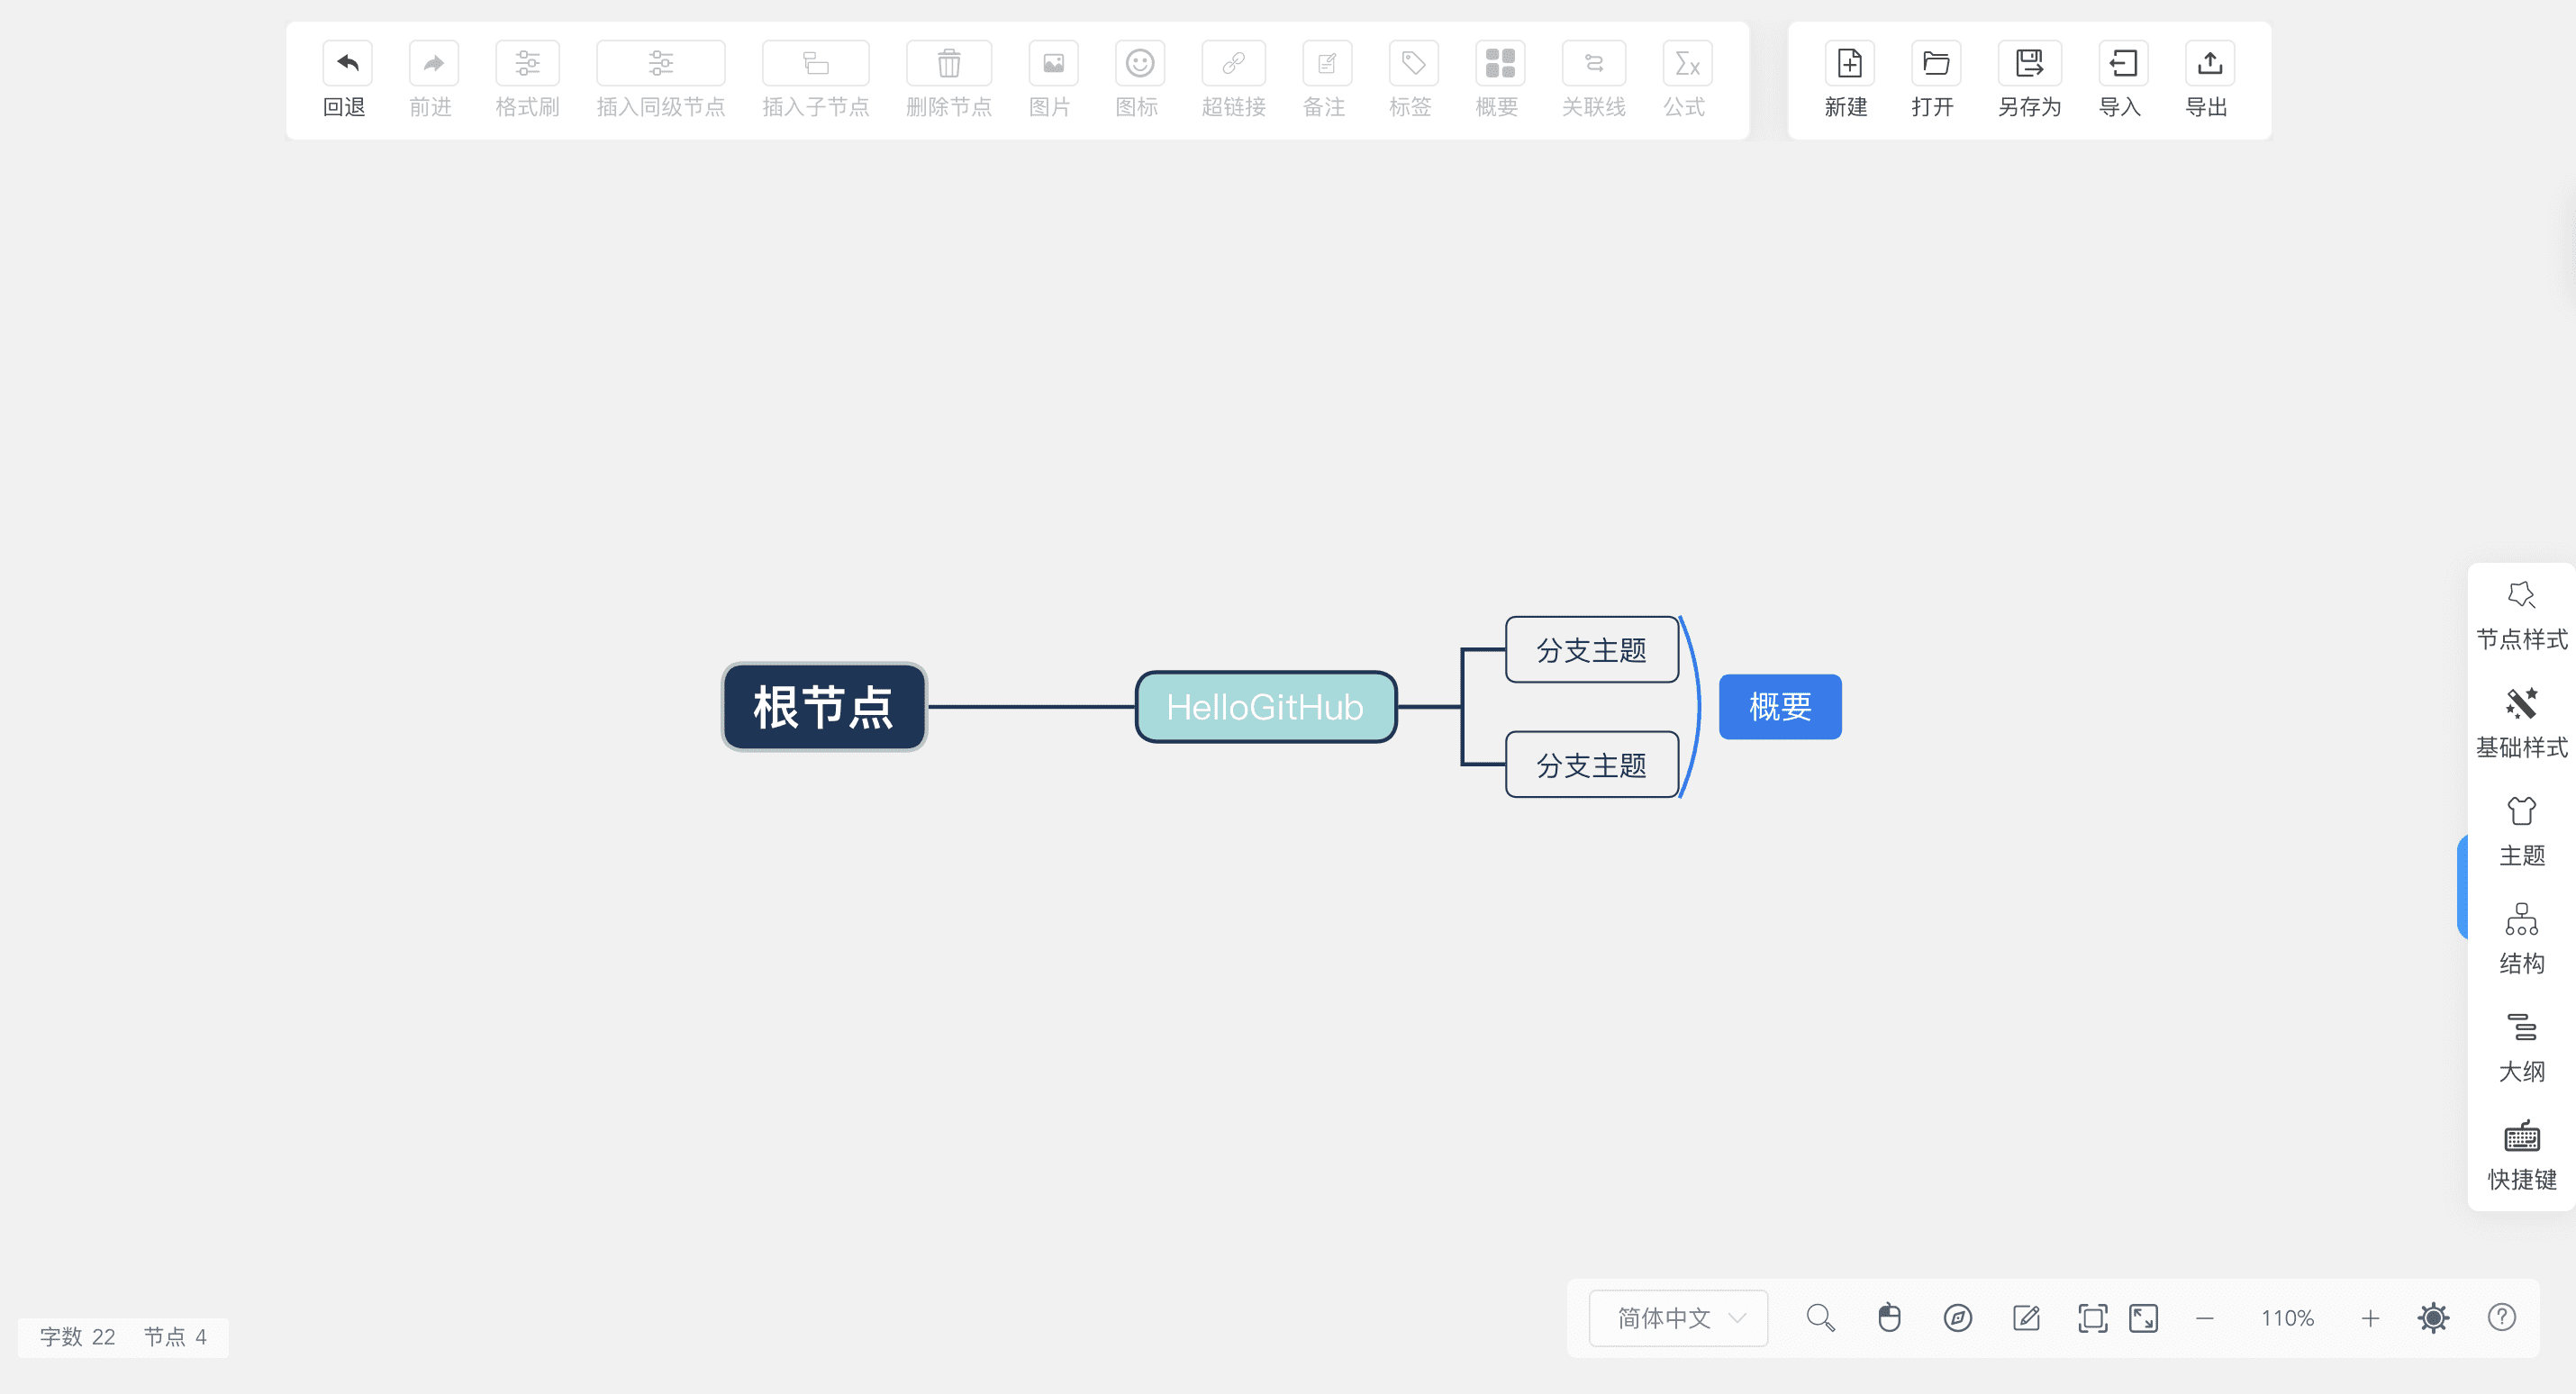 回退 前进 格式刷 插入同级节点 插入子节点 删除节点 图片 图标 超链接 备注 标签 概要 关联线 公式 新建 打开 另存为 导入 导出
根节点
HelloGitHub
分支主题
分支主题
概要
节点样式
基础样式
主题
结构
大纲
快捷键
字数 22 节点 4
简体中文 110%